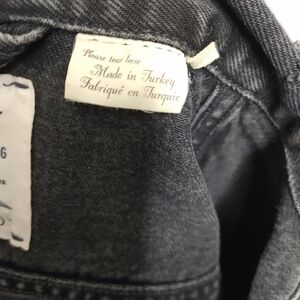 Please tear here
Made in Turkey
Fabriqué en Turquie